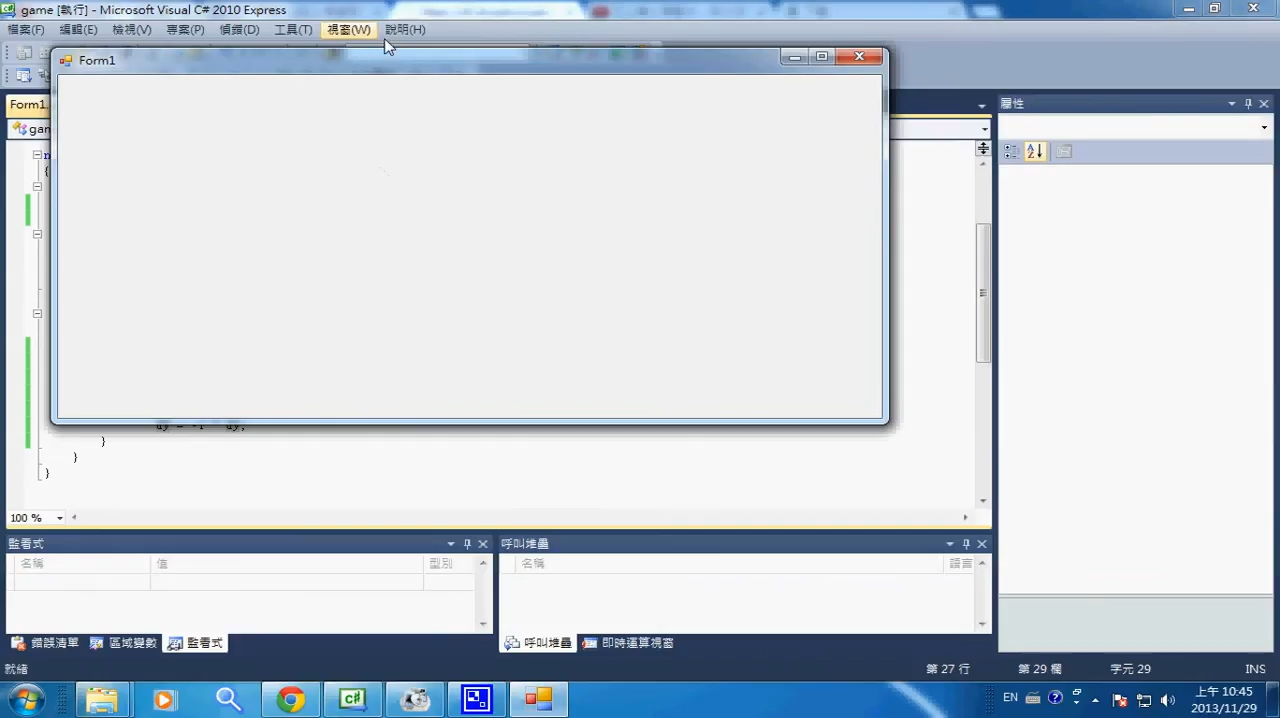 game [執行] - Microsoft Visual C# 2010 Express
檔案(F) 編輯(E) 檢視(V) 專案(P) 偵錯(D) 工具(T) 視窗(W) 說明(H)
Form1
Form1.
屬性
gam
{
}
}
}
100 %
監看式
名稱 值 型別
呼叫堆疊
名稱 語言
錯誤清單 區域變數 監看式
呼叫堆疊 即時運算視窗
就緒 第 27 行 第 29 欄 字元 29 INS
EN 上午 10:45
2013/11/29